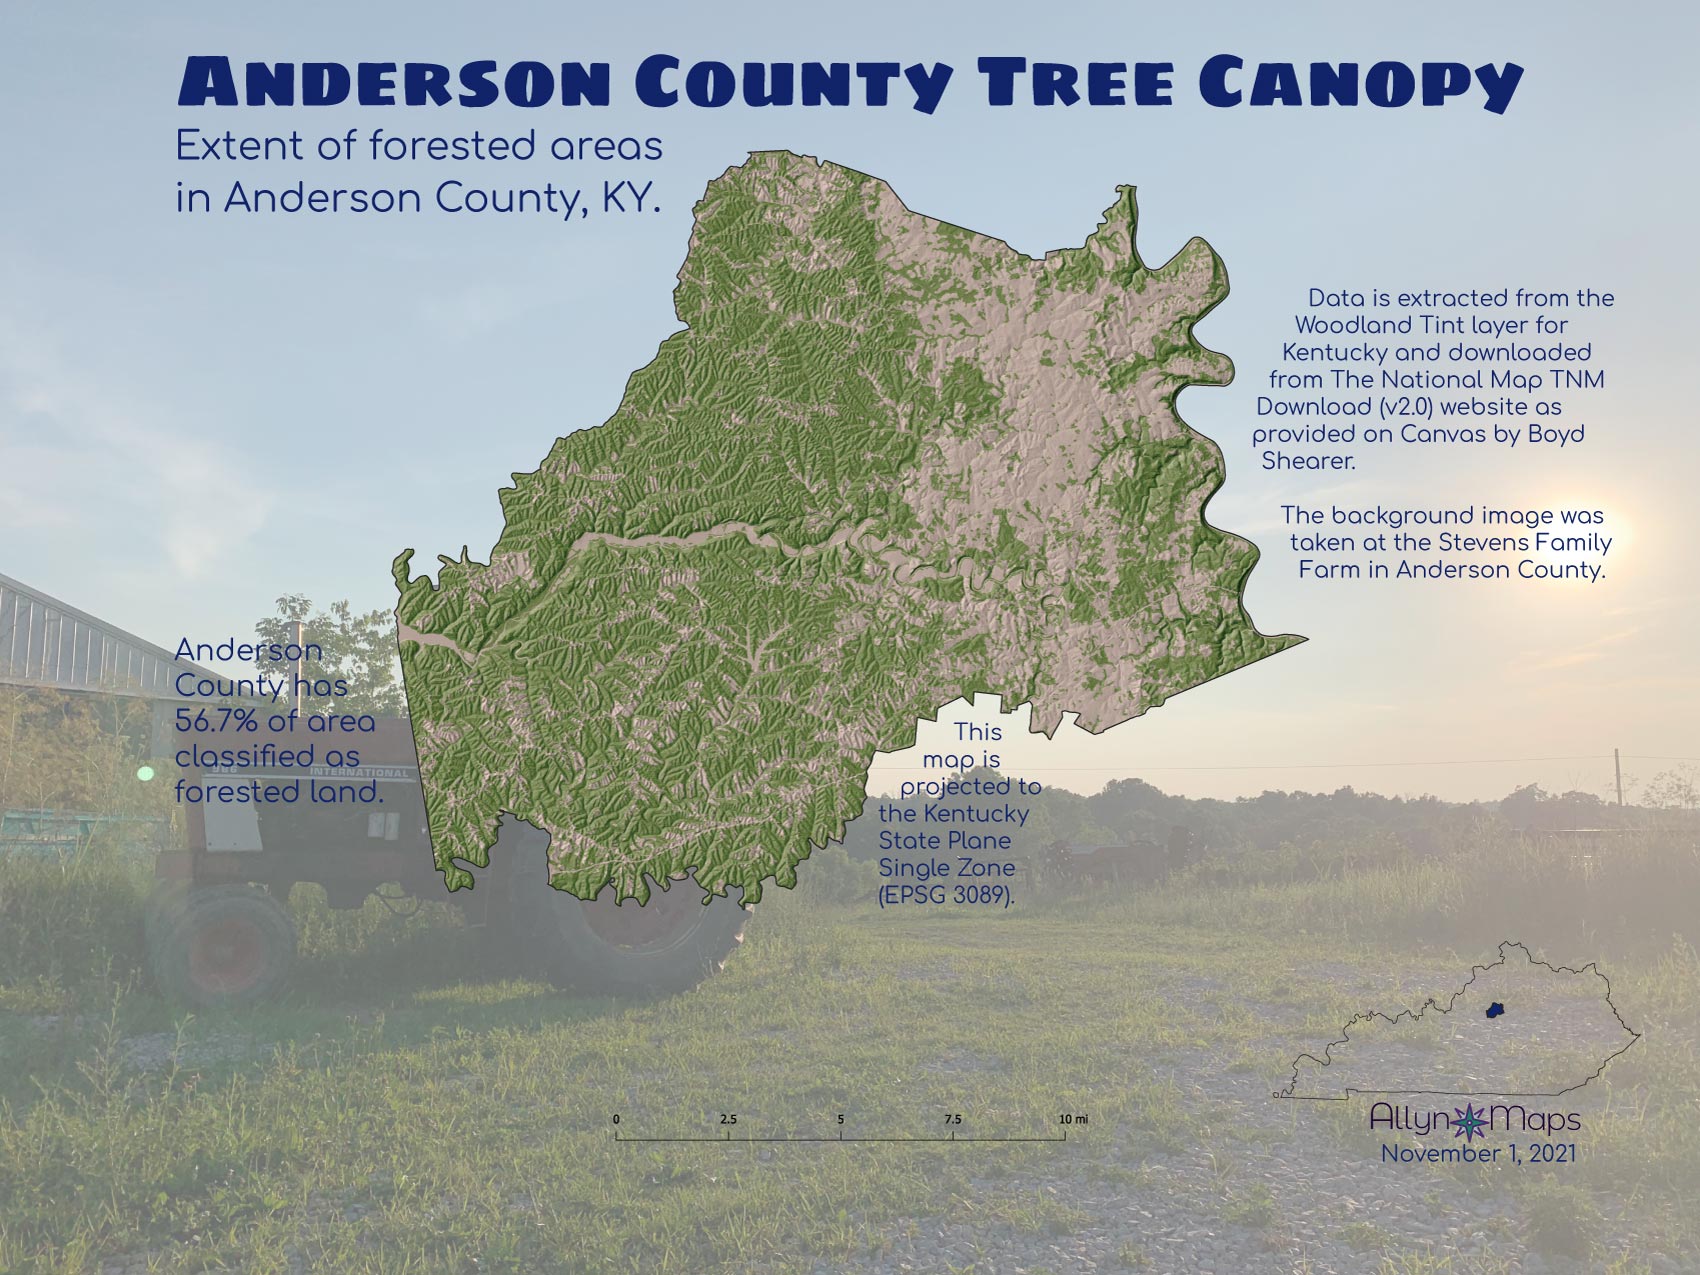 Anderson County Tree Canopy
Extent of forested areas
in Anderson County, KY.
Data is extracted from the
Woodland Tint layer for
Kentucky and downloaded
from The National Map TNM
Download (v2.0) website as
provided on Canvas by Boyd
Shearer.
The background image was
taken at the Stevens Family
Farm in Anderson County.
Anderson
County has
56.7% of area
classified as
forested land.
INTERNATIONAL
This
map is
projected to
the Kentucky
State Plane
Single Zone
(EPSG 3089).
0 2.5 5 7.5 10 mi
Allyn Maps
November 1, 2021